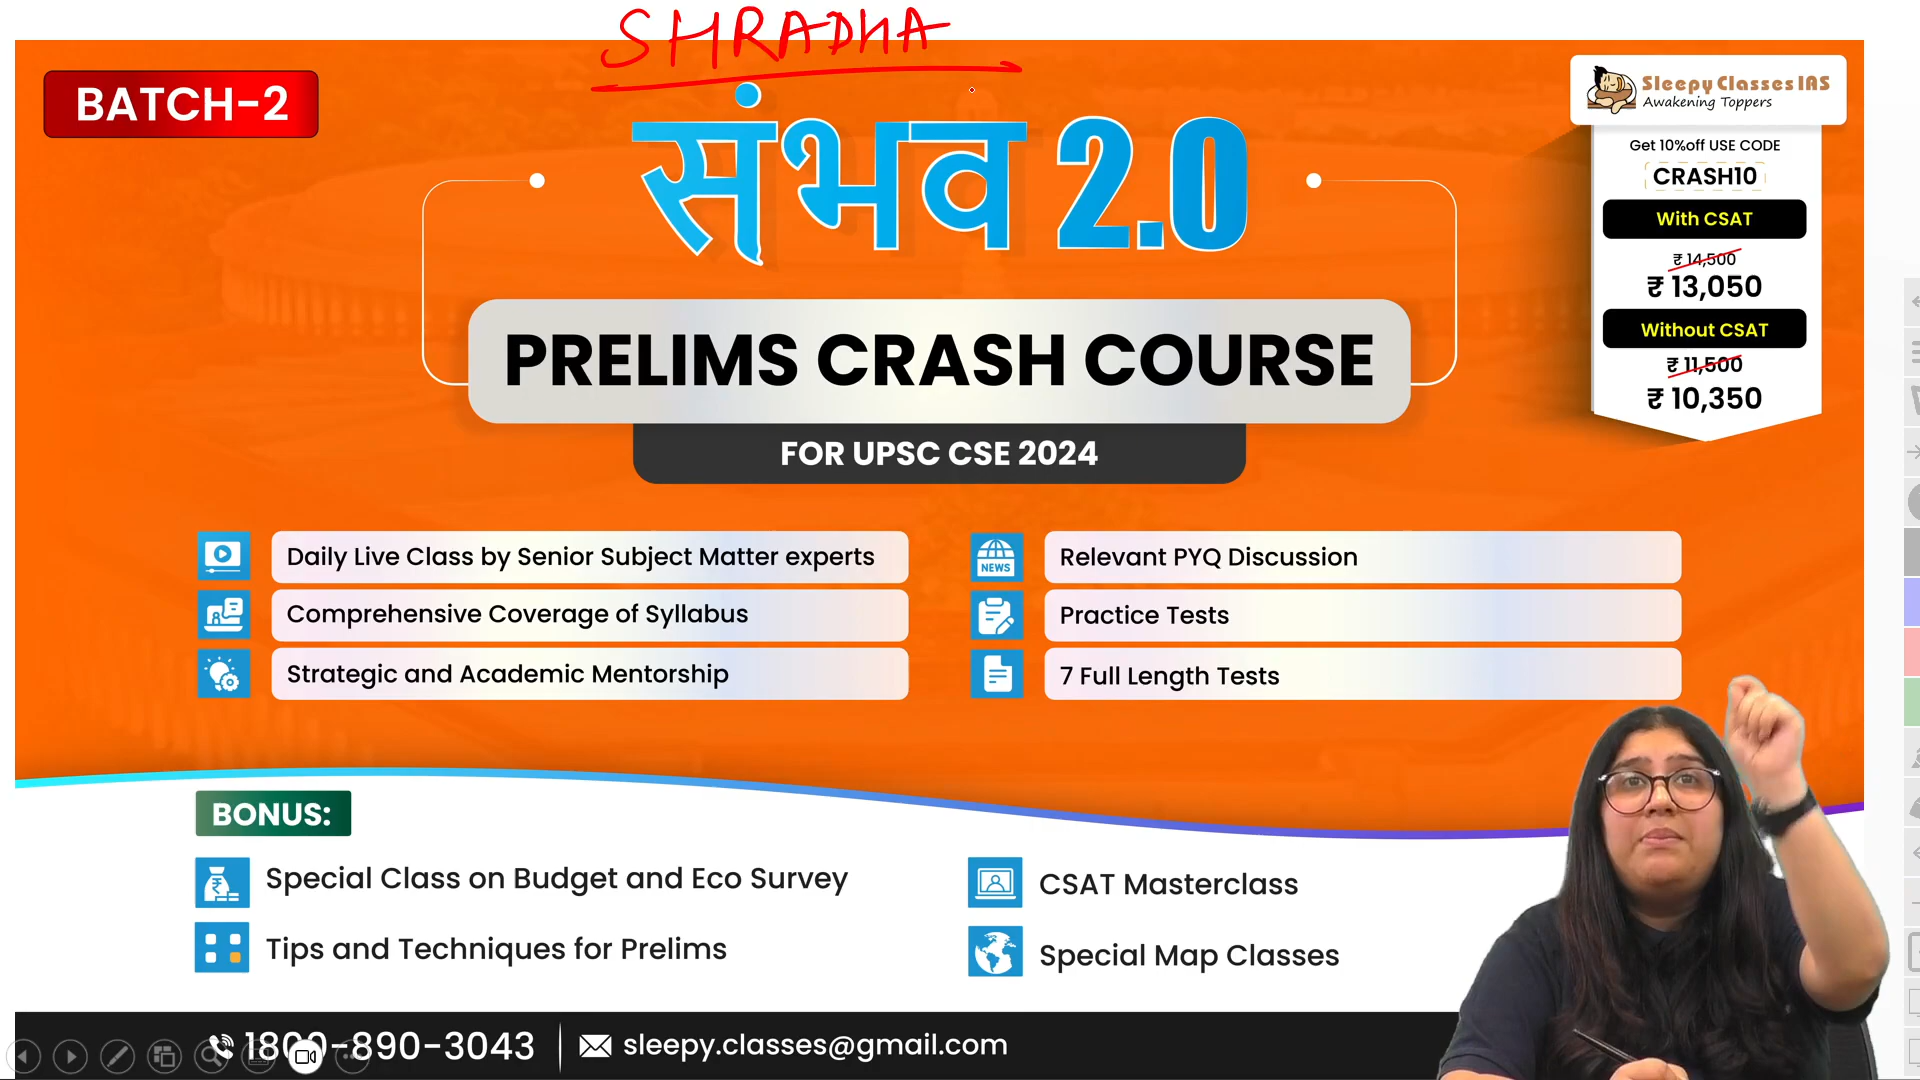 SHRADHA
BATCH-2
संभव 2.0
PRELIMS CRASH COURSE
FOR UPSC CSE 2024
Sleepy Classes IAS
Awakening Toppers
Get 10%off USE CODE
CRASH10
With CSAT
₹ 14,500
₹ 13,050
Without CSAT
₹ 11,500
₹ 10,350
Daily Live Class by Senior Subject Matter experts
Comprehensive Coverage of Syllabus
Strategic and Academic Mentorship
NEWS
Relevant PYQ Discussion
Practice Tests
7 Full Length Tests
BONUS:
Special Class on Budget and Eco Survey
Tips and Techniques for Prelims
CSAT Masterclass
Special Map Classes
1800-890-3043
sleepy.classes@gmail.com